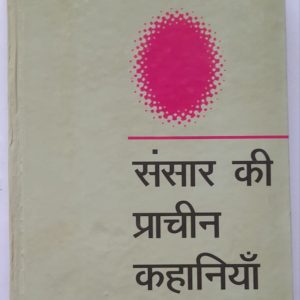 संसार की
प्राचीन
कहानियाँ